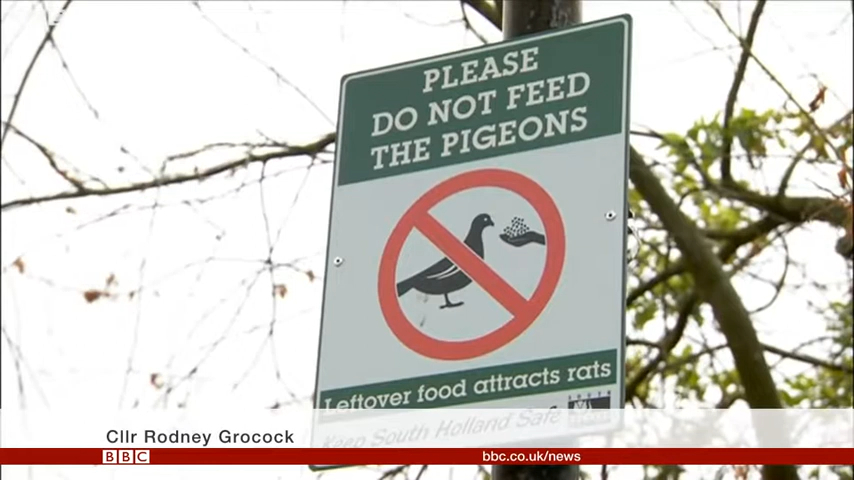 PLEASE
DO NOT FEED
THE PIGEONS
Leftover food attracts rats
Keep South Holland Safe
Cllr Rodney Grocock
BBC
bbc.co.uk/news